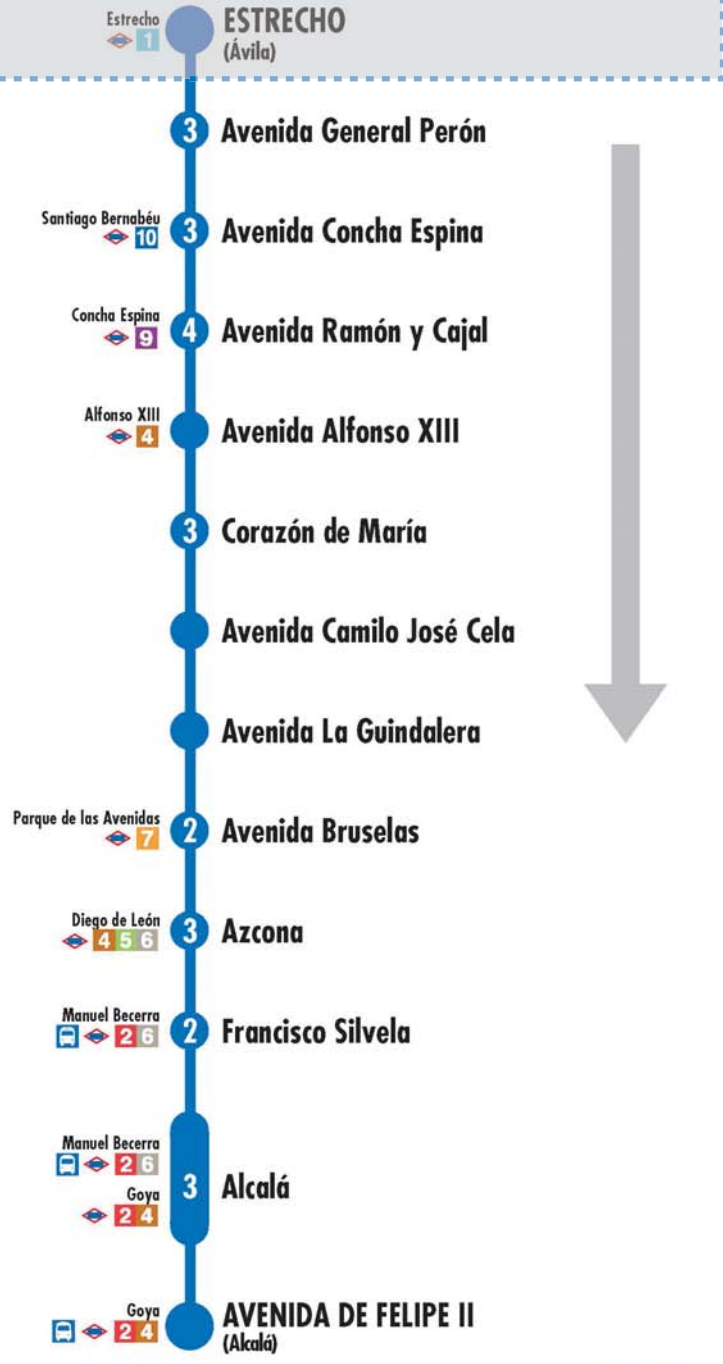 Estrecho
1
ESTRECHO
(Ávila)
3 Avenida General Perón
Santiago Bernabéu
10
3 Avenida Concha Espina
Concha Espina
9
4 Avenida Ramón y Cajal
Alfonso XIII
4
Avenida Alfonso XIII
3 Corazón de María
Avenida Camilo José Cela
Avenida La Guindalera
Parque de las Avenidas
7
2 Avenida Bruselas
Diego de León
4 5 6
3 Azcona
Manuel Becerra
2 6
2 Francisco Silvela
Manuel Becerra
2 6
Goya
2 4
3 Alcalá
Goya
2 4
AVENIDA DE FELIPE II
(Alcalá)